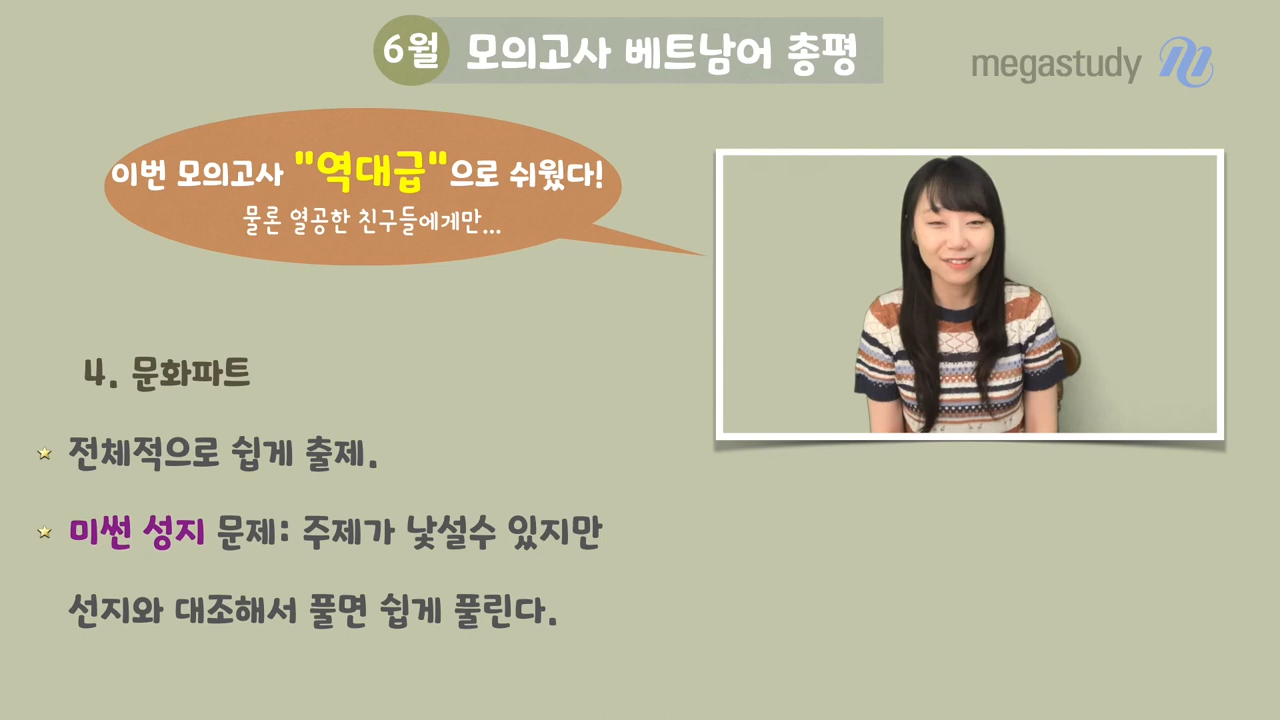 6월 모의고사 베트남어 총평
megastudy
이번 모의고사 "역대급"으로 쉬웠다!
물론 열공한 친구들에게만...
4. 문화파트
전체적으로 쉽게 출제.
미썬 성지 문제: 주제가 낯설수 있지만
선지와 대조해서 풀면 쉽게 풀린다.